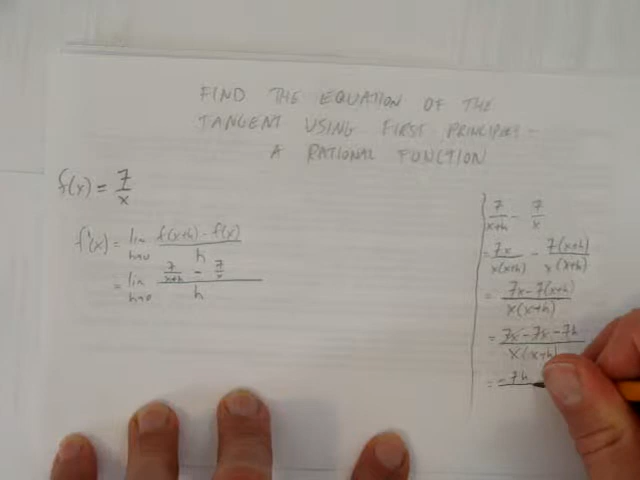 FIND THE EQUATION OF THE
TANGENT USING FIRST PRINCIPLES -
A RATIONAL FUNCTION
f(x) = 7/x
f'(x) = lim h→0 (f(x+h) - f(x))/h
= lim h→0 (7/(x+h) - 7/x)/h
7/(x+h) - 7/x
= 7x/(x(x+h)) - 7(x+h)/(x(x+h))
= (7x - 7(x+h))/(x(x+h))
= (7x - 7x - 7h)/(x(x+h))
= -7h